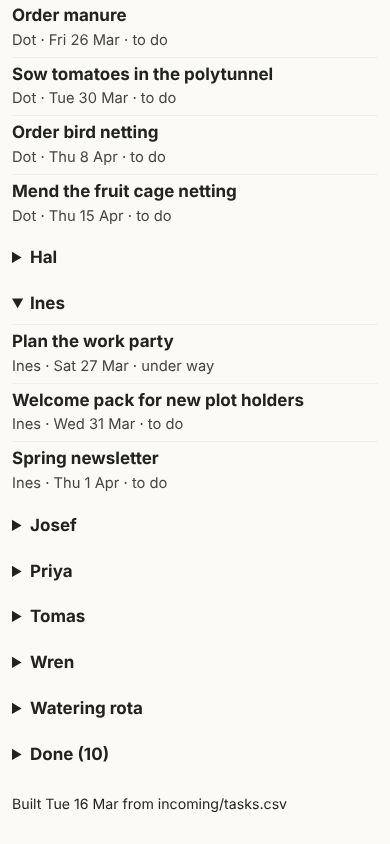 Order manure
Dot · Fri 26 Mar · to do
Sow tomatoes in the polytunnel
Dot · Tue 30 Mar · to do
Order bird netting
Dot · Thu 8 Apr · to do
Mend the fruit cage netting
Dot · Thu 15 Apr · to do
Hal
Ines
Plan the work party
Ines · Sat 27 Mar · under way
Welcome pack for new plot holders
Ines · Wed 31 Mar · to do
Spring newsletter
Ines · Thu 1 Apr · to do
Josef
Priya
Tomas
Wren
Watering rota
Done (10)
Built Tue 16 Mar from incoming/tasks.csv